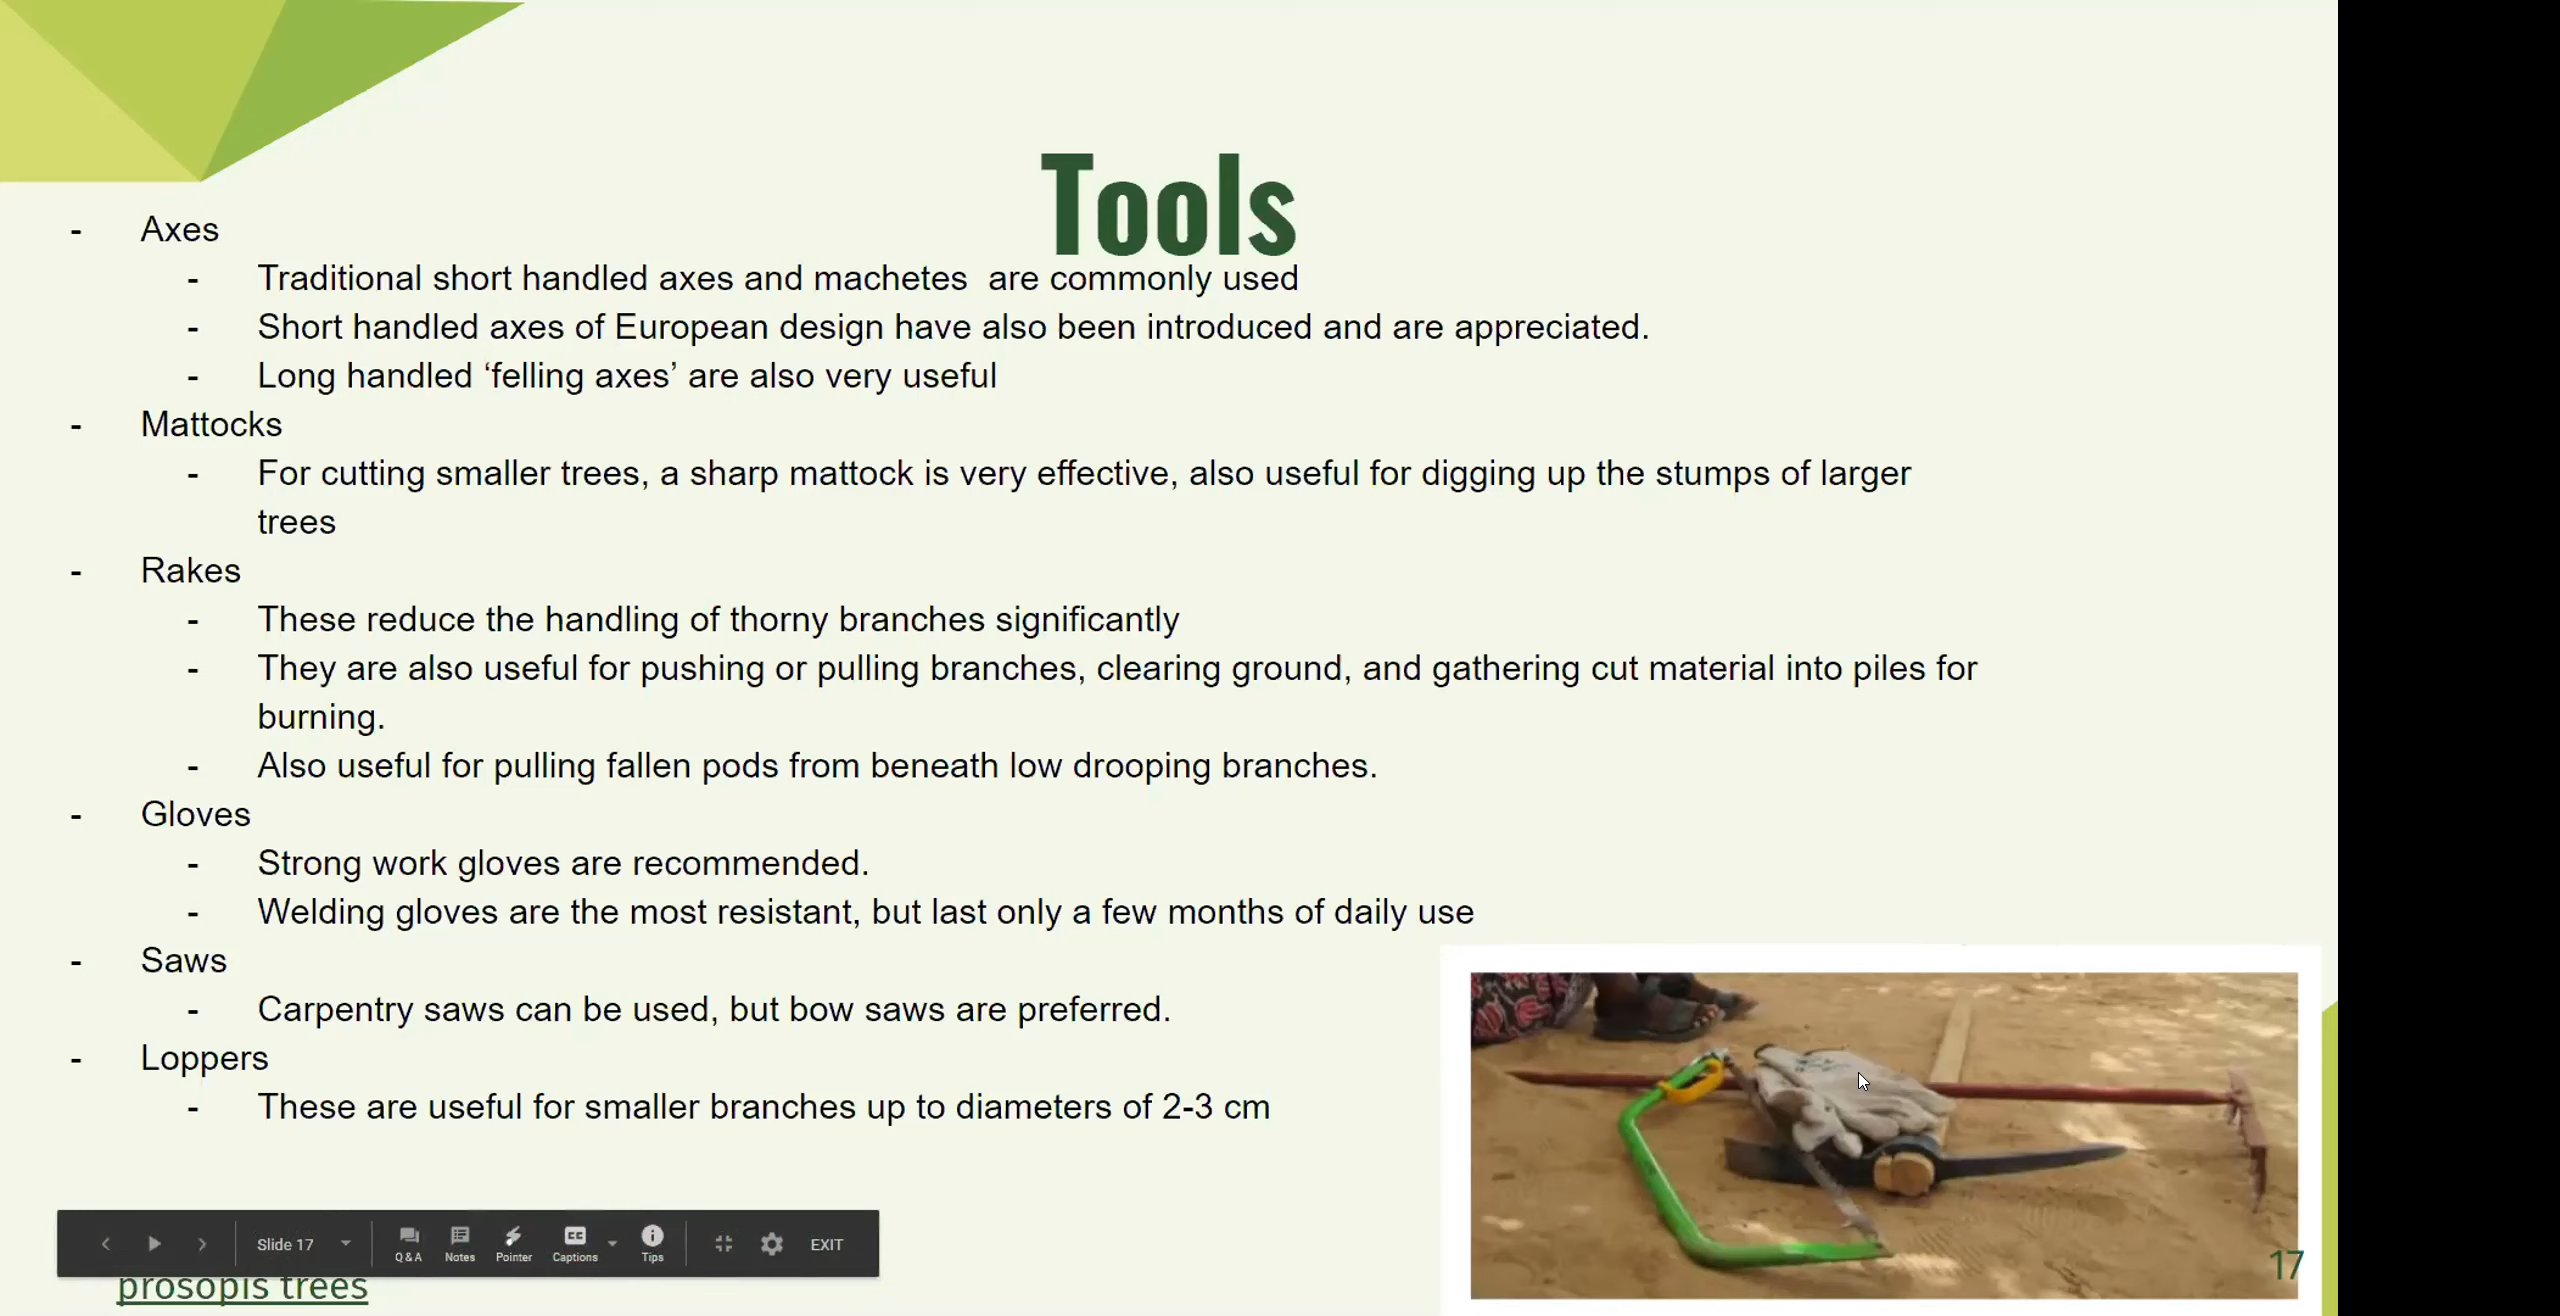 Tools
- Axes
- Traditional short handled axes and machetes  are commonly used
- Short handled axes of European design have also been introduced and are appreciated.
- Long handled ‘felling axes’ are also very useful
- Mattocks
- For cutting smaller trees, a sharp mattock is very effective, also useful for digging up the stumps of larger
trees
- Rakes
- These reduce the handling of thorny branches significantly
- They are also useful for pushing or pulling branches, clearing ground, and gathering cut material into piles for
burning.
- Also useful for pulling fallen pods from beneath low drooping branches.
- Gloves
- Strong work gloves are recommended.
- Welding gloves are the most resistant, but last only a few months of daily use
- Saws
- Carpentry saws can be used, but bow saws are preferred.
- Loppers
- These are useful for smaller branches up to diameters of 2-3 cm
Slide 17 Q & A Notes Pointer CC Captions Tips EXIT
17
prosopis trees